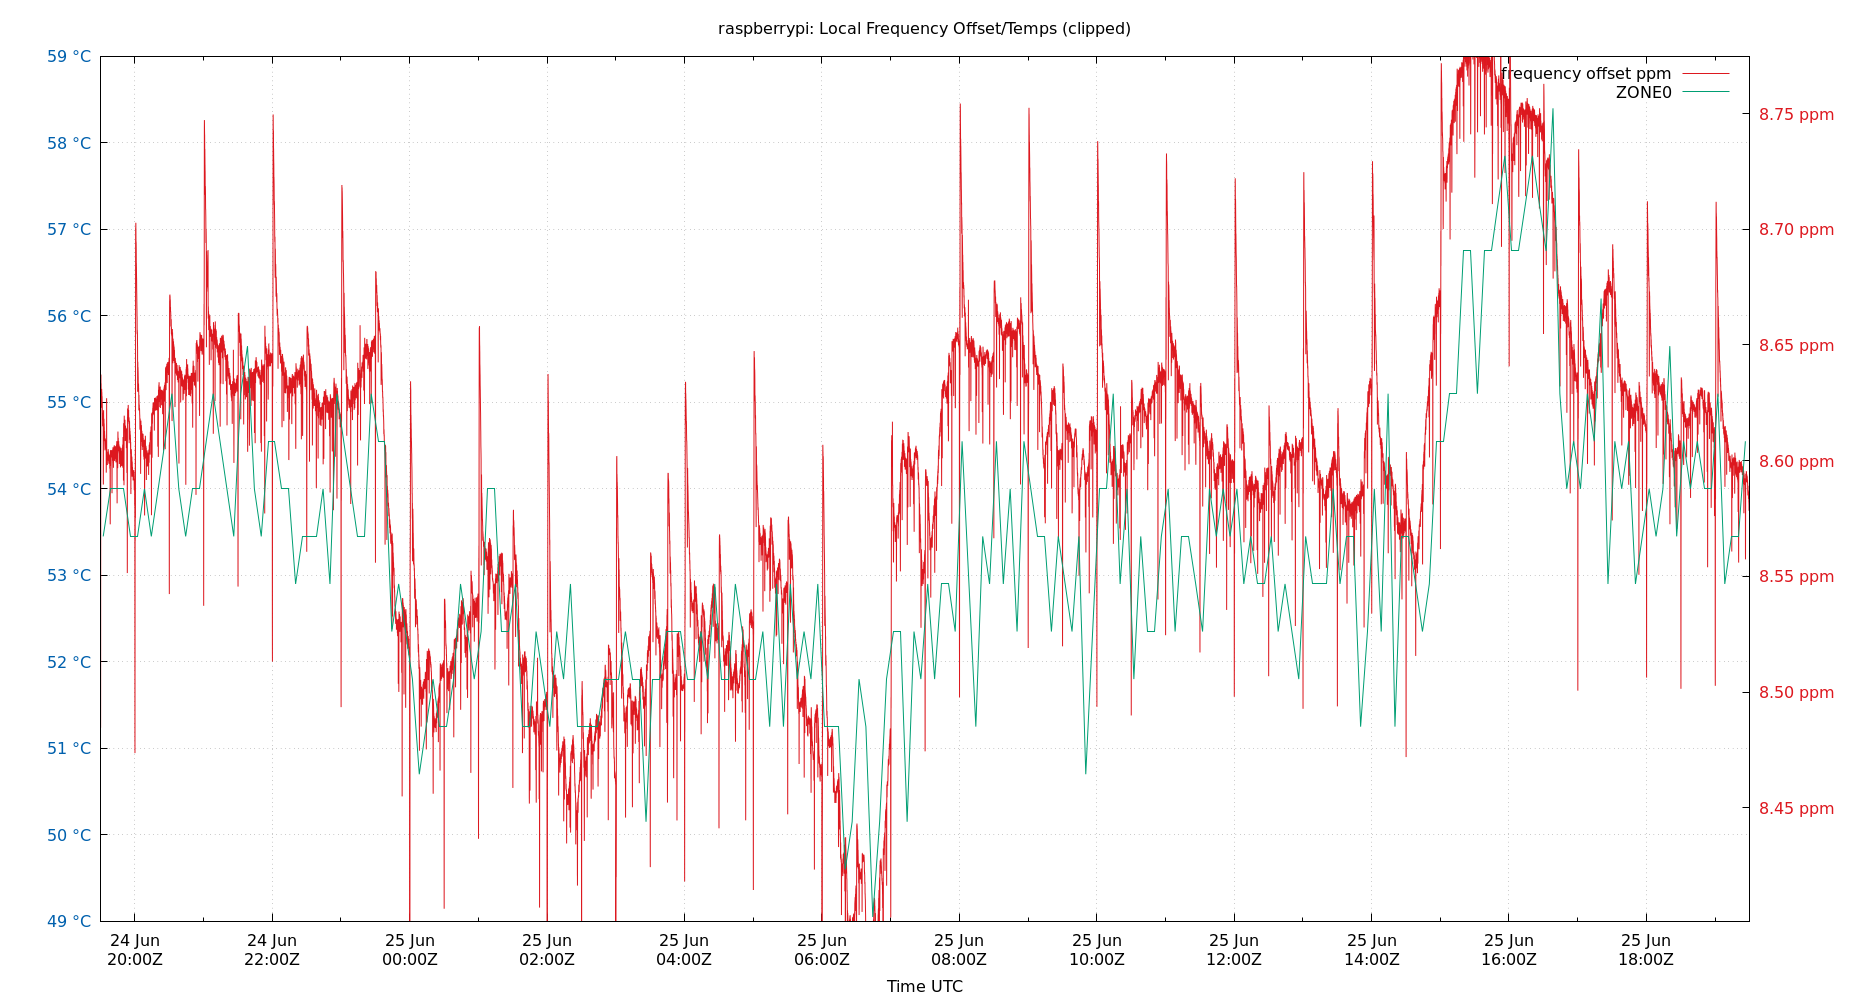 raspberrypi: Local Frequency Offset/Temps (clipped)
frequency offset ppm
ZONE0
59 °C
58 °C
57 °C
56 °C
55 °C
54 °C
53 °C
52 °C
51 °C
50 °C
49 °C
8.75 ppm
8.70 ppm
8.65 ppm
8.60 ppm
8.55 ppm
8.50 ppm
8.45 ppm
24 Jun
20:00Z
24 Jun
22:00Z
25 Jun
00:00Z
25 Jun
02:00Z
25 Jun
04:00Z
25 Jun
06:00Z
25 Jun
08:00Z
25 Jun
10:00Z
25 Jun
12:00Z
25 Jun
14:00Z
25 Jun
16:00Z
25 Jun
18:00Z
Time UTC